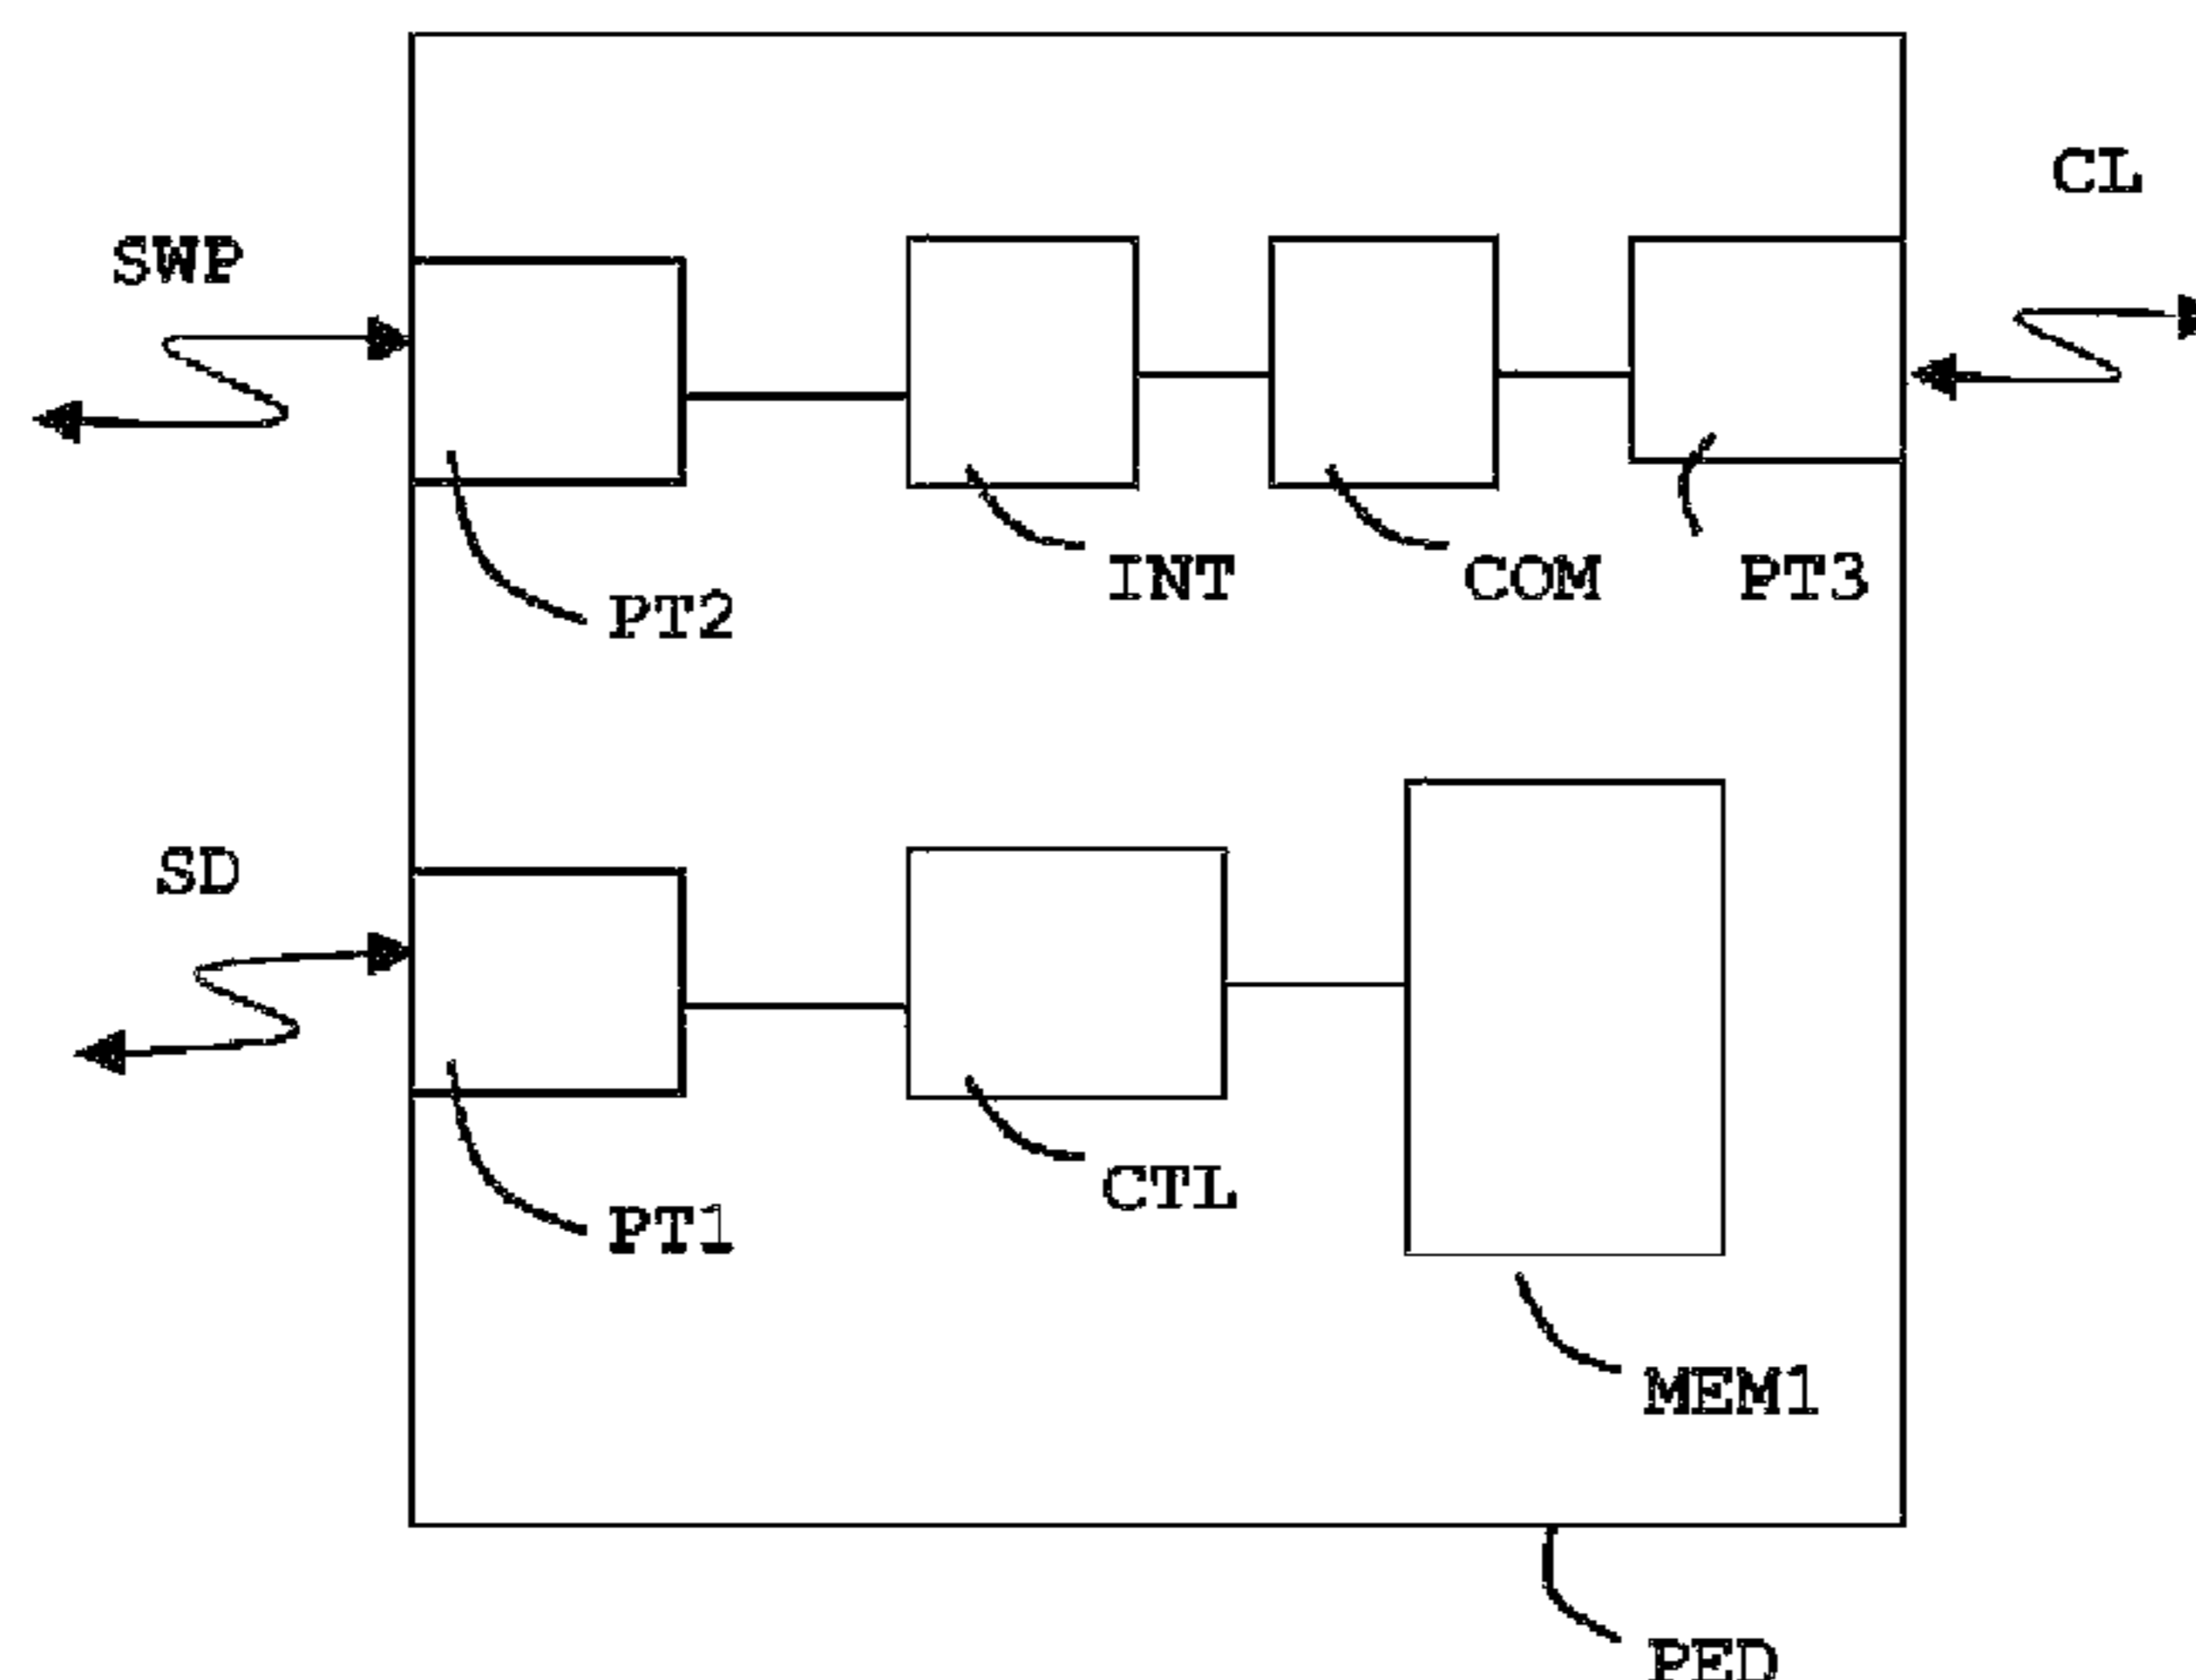 CL
SWP
INT
COM
PT3
PT2
SD
CTL
PT1
MEM1
PED